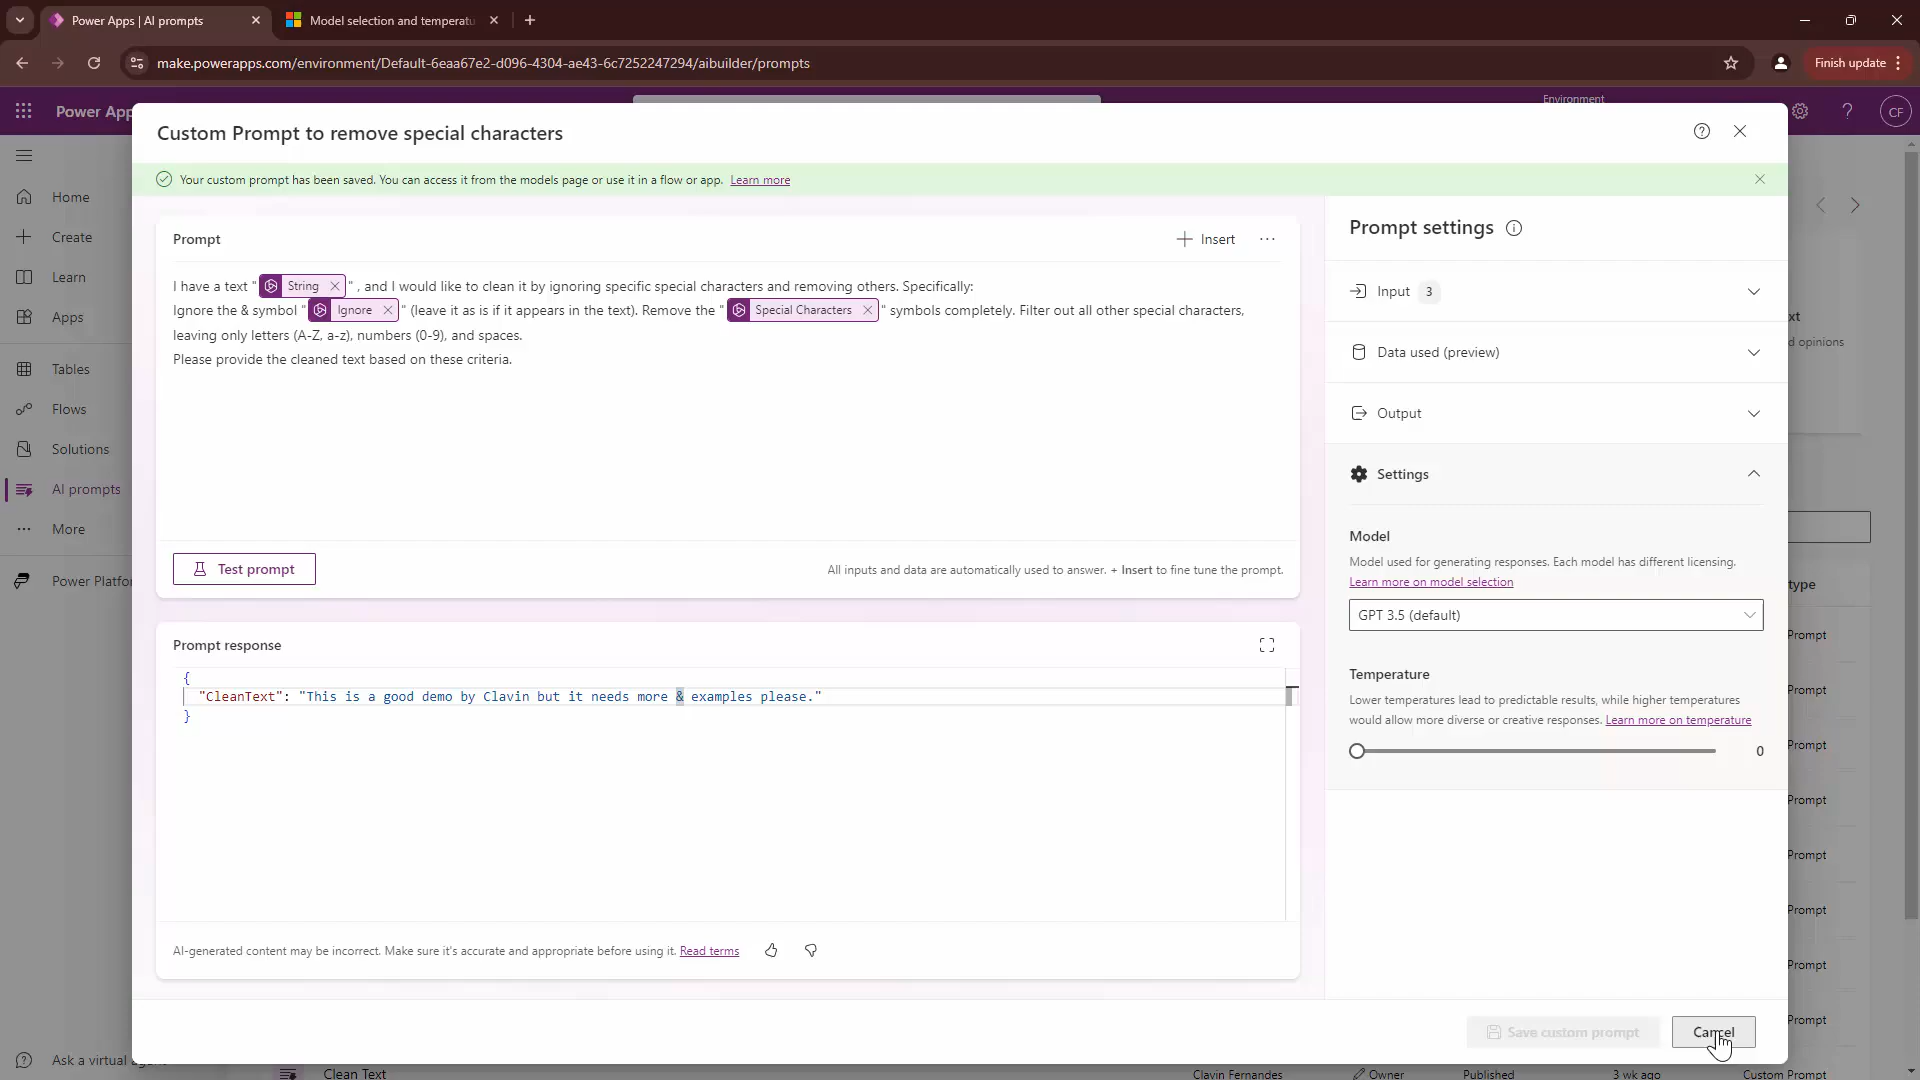 Power Apps | AI prompts
Model selection and temperatu
make.powerapps.com/environment/Default-6eaa67e2-d096-4304-ae43-6c7252247294/aibuilder/prompts
Finish update
Power App
Environment
CF
Custom Prompt to remove special characters
Your custom prompt has been saved. You can access it from the models page or use it in a flow or app. Learn more
Home
Create
Learn
Apps
Tables
Flows
Solutions
AI prompts
More
Power Platfo
Ask a virtual agent
Prompt
Insert
I have a text " String " , and I would like to clean it by ignoring specific special characters and removing others. Specifically:
Ignore the & symbol " Ignore " (leave it as is if it appears in the text). Remove the " Special Characters " symbols completely. Filter out all other special characters,
leaving only letters (A-Z, a-z), numbers (0-9), and spaces.
Please provide the cleaned text based on these criteria.
Test prompt
All inputs and data are automatically used to answer. + Insert to fine tune the prompt.
Prompt response
{
"CleanText": "This is a good demo by Clavin but it needs more & examples please."
}
AI-generated content may be incorrect. Make sure it's accurate and appropriate before using it. Read terms
Prompt settings
Input 3
Data used (preview)
Output
Settings
Model
Model used for generating responses. Each model has different licensing.
Learn more on model selection
GPT 3.5 (default)
Temperature
Lower temperatures lead to predictable results, while higher temperatures
would allow more diverse or creative responses. Learn more on temperature
0
Save custom prompt
Cancel
xt
d opinions
type
Prompt
Prompt
Prompt
Prompt
Prompt
Prompt
Prompt
Prompt
Clean Text
Clavin Fernandes
Owner
Published
3 wk ago
Custom Prompt